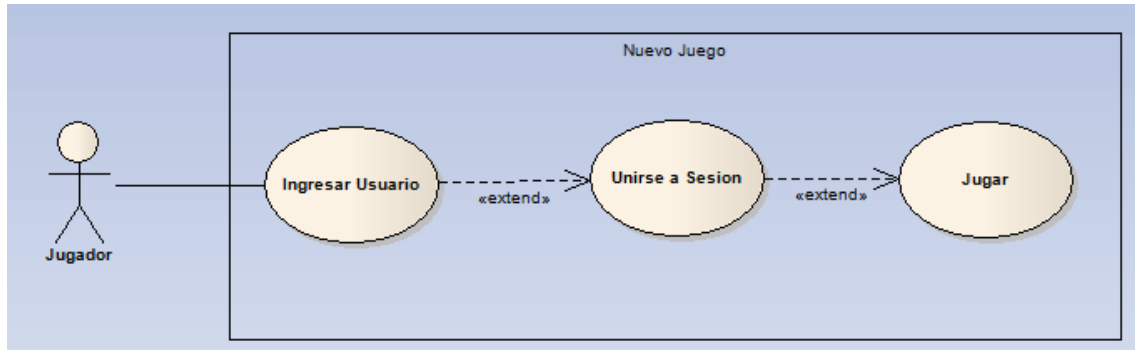 Nuevo Juego
Ingresar Usuario
«extend»
Unirse a Sesion
«extend»
Jugar
Jugador